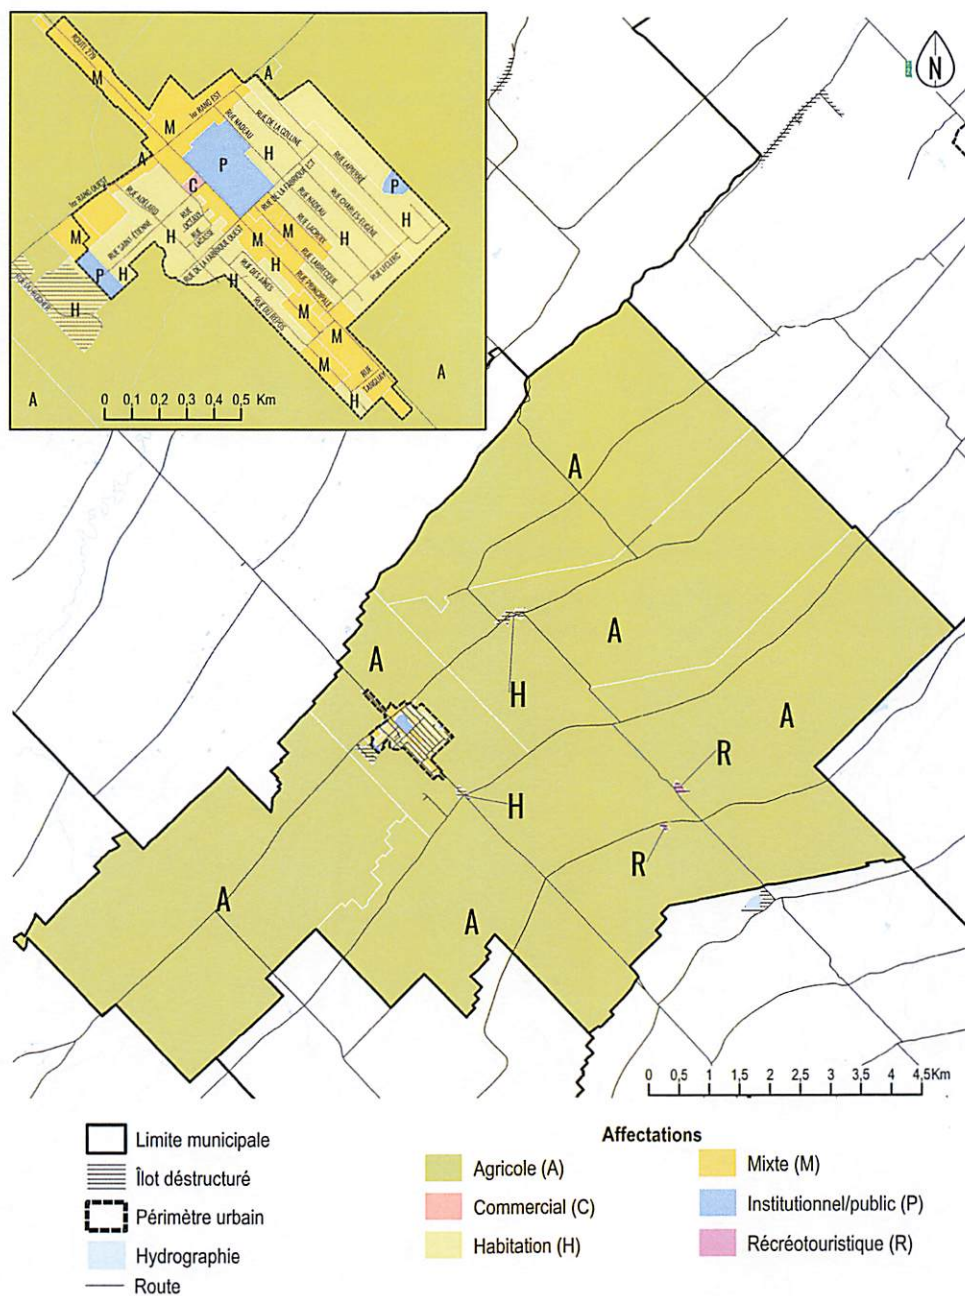 N
ROUTE 279
M
A
M
1er RANG EST
RUE NADEAU
RUE DE LA COLLINE
H
RUE LAPIERRE
P
P
A
C
1er RANG OUEST
RUE ADÉLARD
RUE OCTAVE
RUE DE LA FABRIQUE EST
RUE CHARLES-EUGÈNE
RUE NADEAU
H
H
M
RUE SAINT-ÉTIENNE
H
M
M
P
H
RUE DE LA FABRIQUE OUEST
RUE LABRECQUE
RUE LECLERC
H
RUE DES AÎNÉS
RUE PRINCIPALE
H
RUE DU REPOS
H
M
M
M
RUE TANGUAY
A
A
H
0 0,1 0,2 0,3 0,4 0,5 Km
A
A
A
H
A
R
H
R
A
A
0 0,5 1 1,5 2 2,5 3 3,5 4 4,5Km
Limite municipale
Îlot déstructuré
Périmètre urbain
Hydrographie
Route
Affectations
Agricole (A)
Commercial (C)
Habitation (H)
Mixte (M)
Institutionnel/public (P)
Récréotouristique (R)